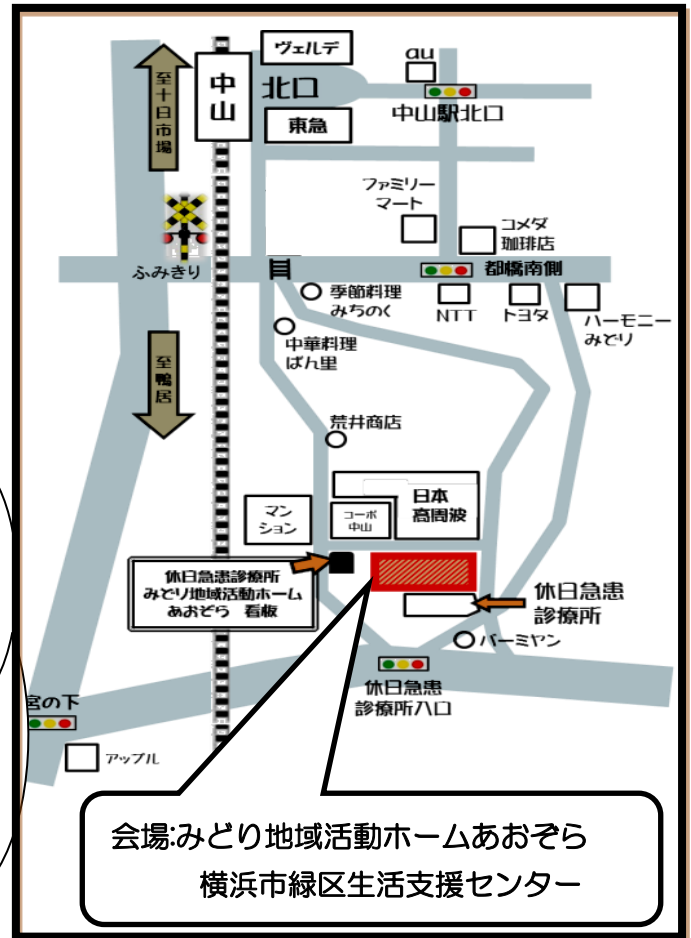 ヴェルデ
au
至十日市場
中山
北口
中山駅北口
東急
ファミリー
マート
コメダ
珈琲店
ふみきり
都橋南側
季節料理
みちのく
NTT
トヨタ
ハーモニー
みどり
中華料理
ばん里
至鴨居
荒井商店
マン
ション
コーポ
中山
日本
高周波
休日急患診療所
みどり地域活動ホーム
あおぞら 看板
休日急患
診療所
バーミヤン
休日急患
診療所入口
宮の下
アップル
会場:みどり地域活動ホームあおぞら
横浜市緑区生活支援センター